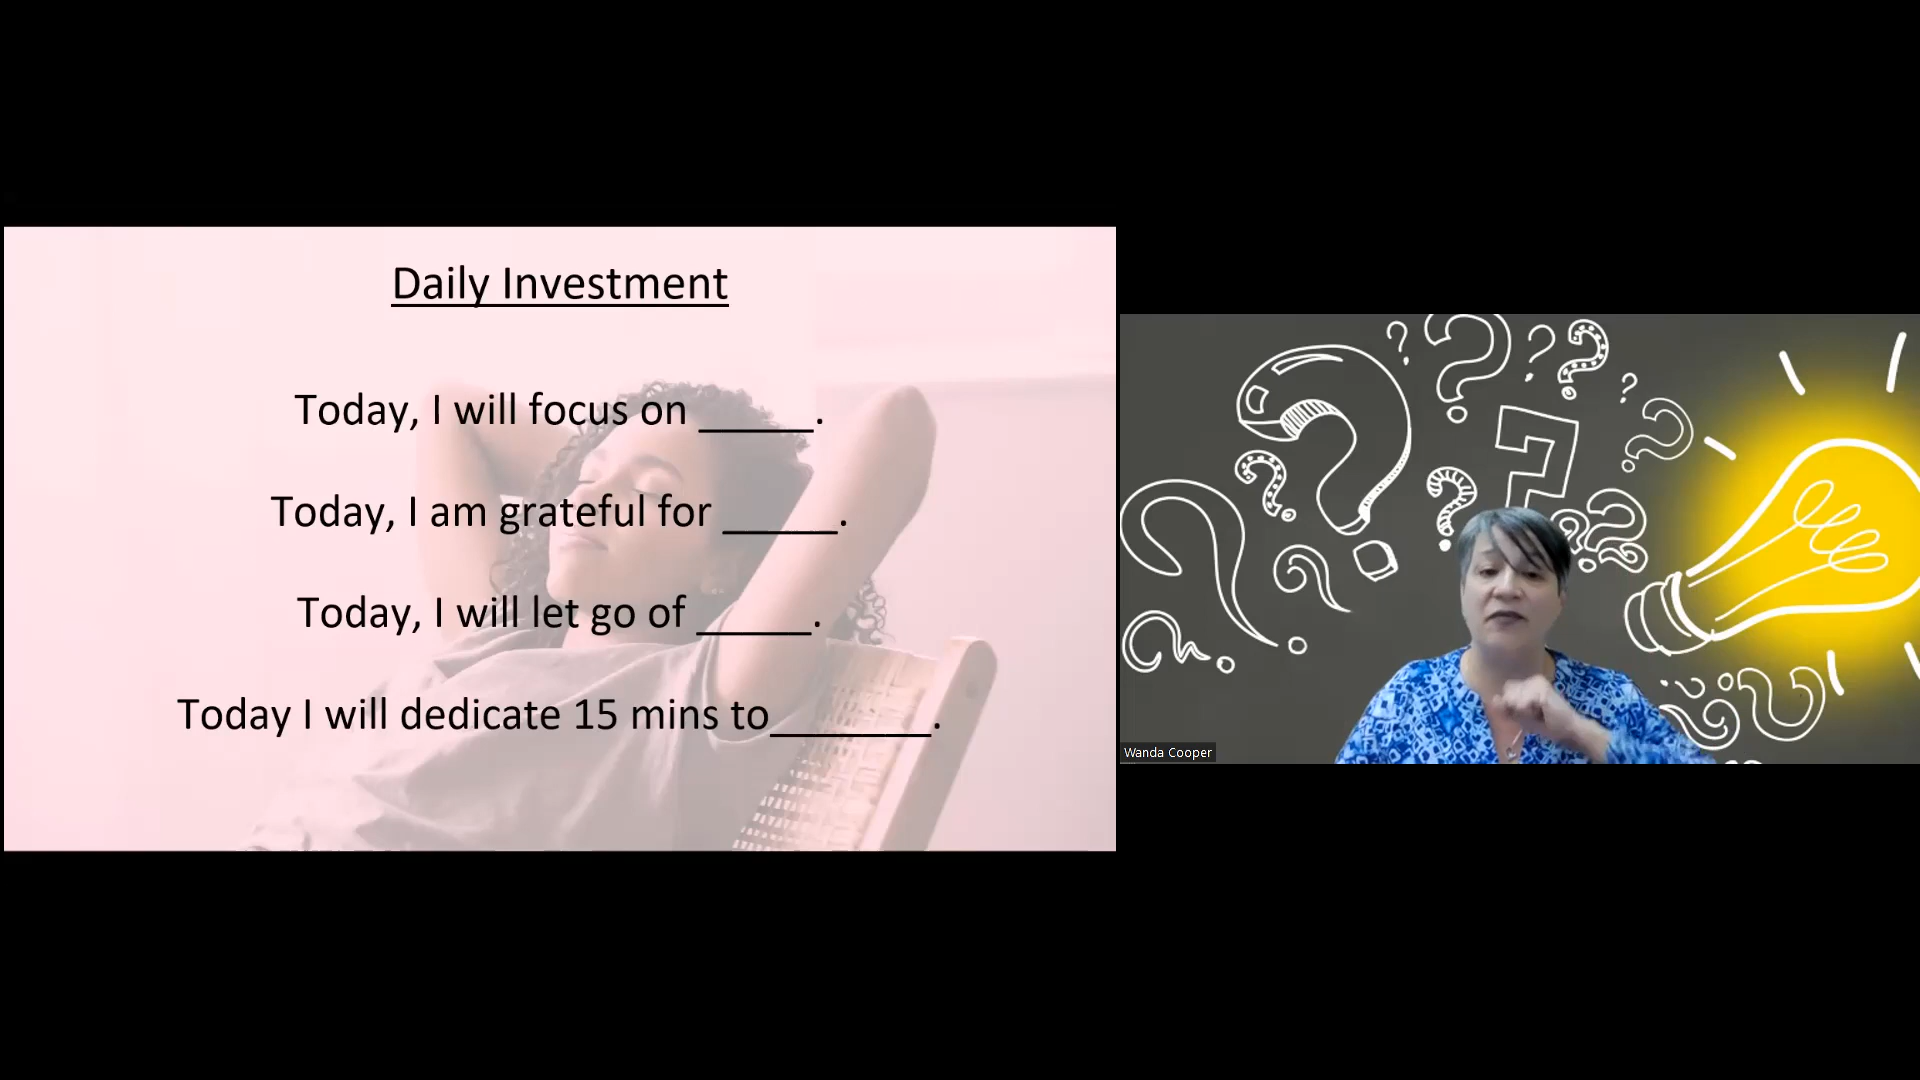 Daily Investment
Today, I will focus on _____.
Today, I am grateful for _____.
Today, I will let go of _____.
Today I will dedicate 15 mins to_______.
Wanda Cooper